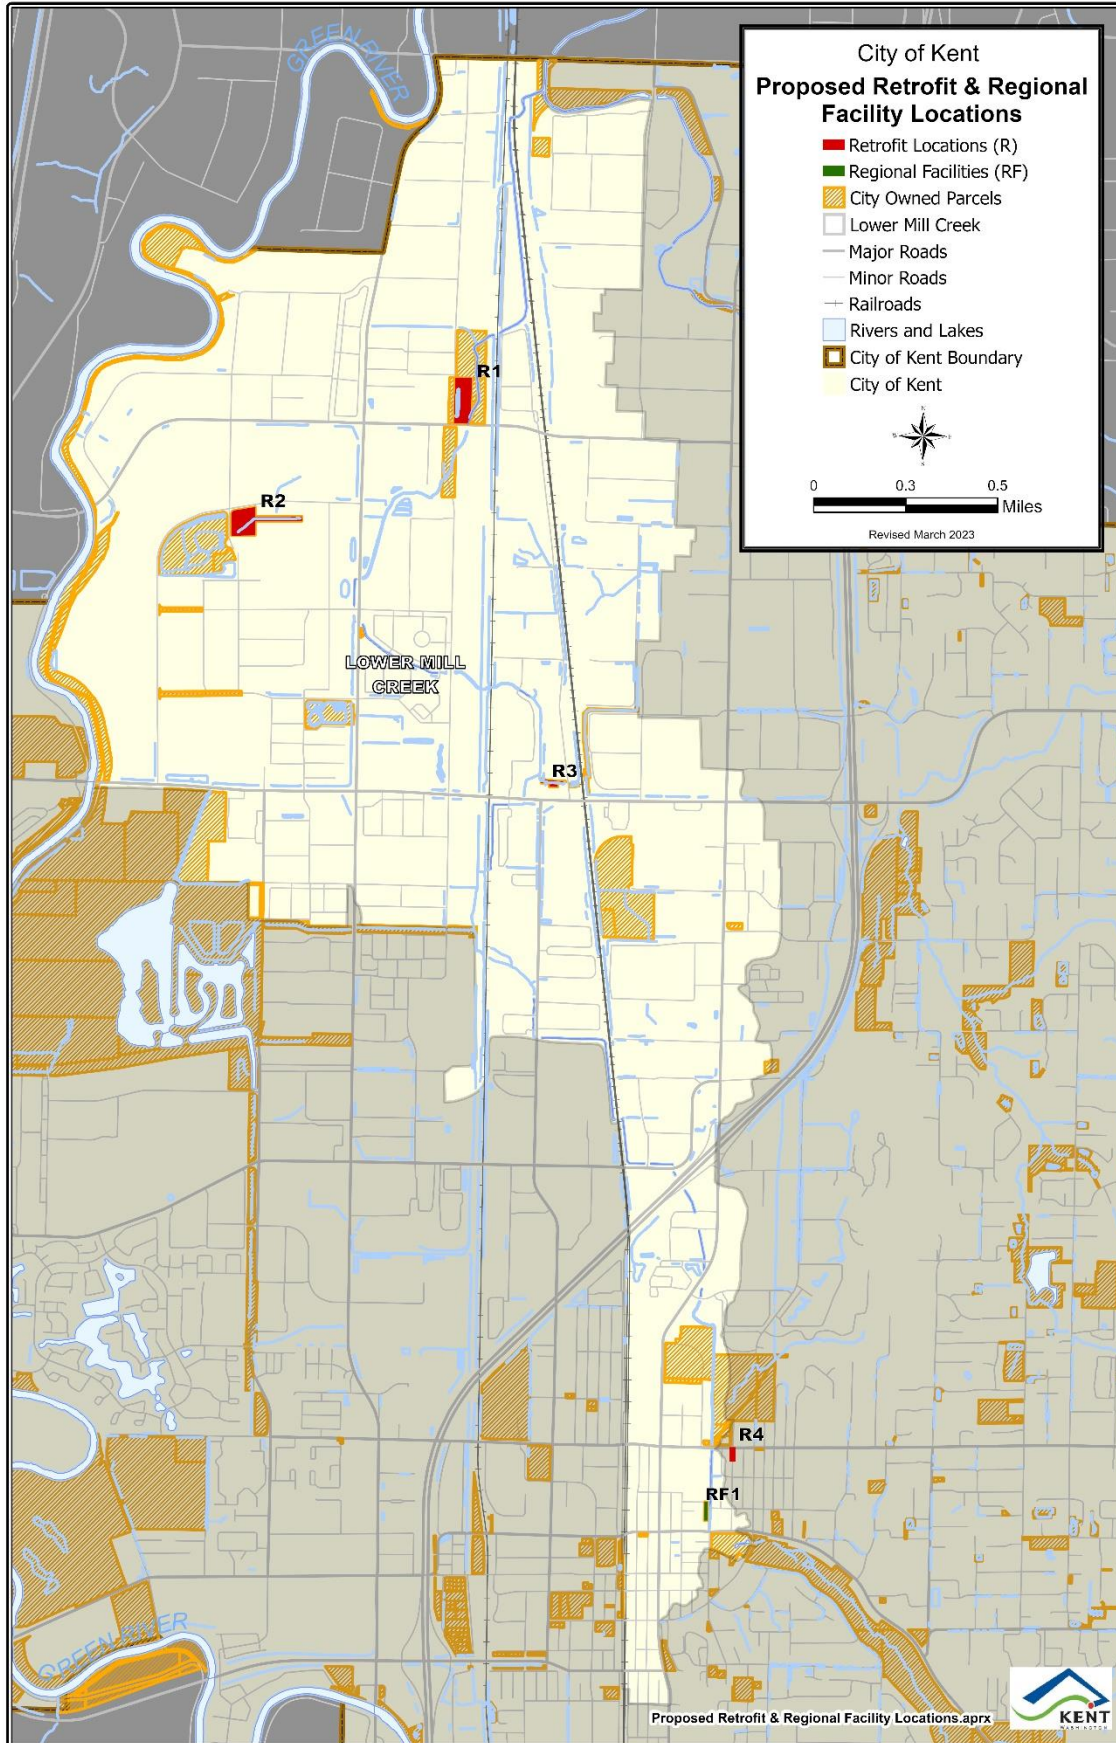 GREEN RIVER
City of Kent
Proposed Retrofit & Regional
Facility Locations
Retrofit Locations (R)
Regional Facilities (RF)
City Owned Parcels
Lower Mill Creek
Major Roads
Minor Roads
Railroads
Rivers and Lakes
City of Kent Boundary
City of Kent
N
0 0.3 0.5
Miles
Revised March 2023
R1
R2
LOWER MILL
CREEK
R3
R4
RF1
GREEN RIVER
Proposed Retrofit & Regional Facility Locations.aprx
KENT
WASHINGTON